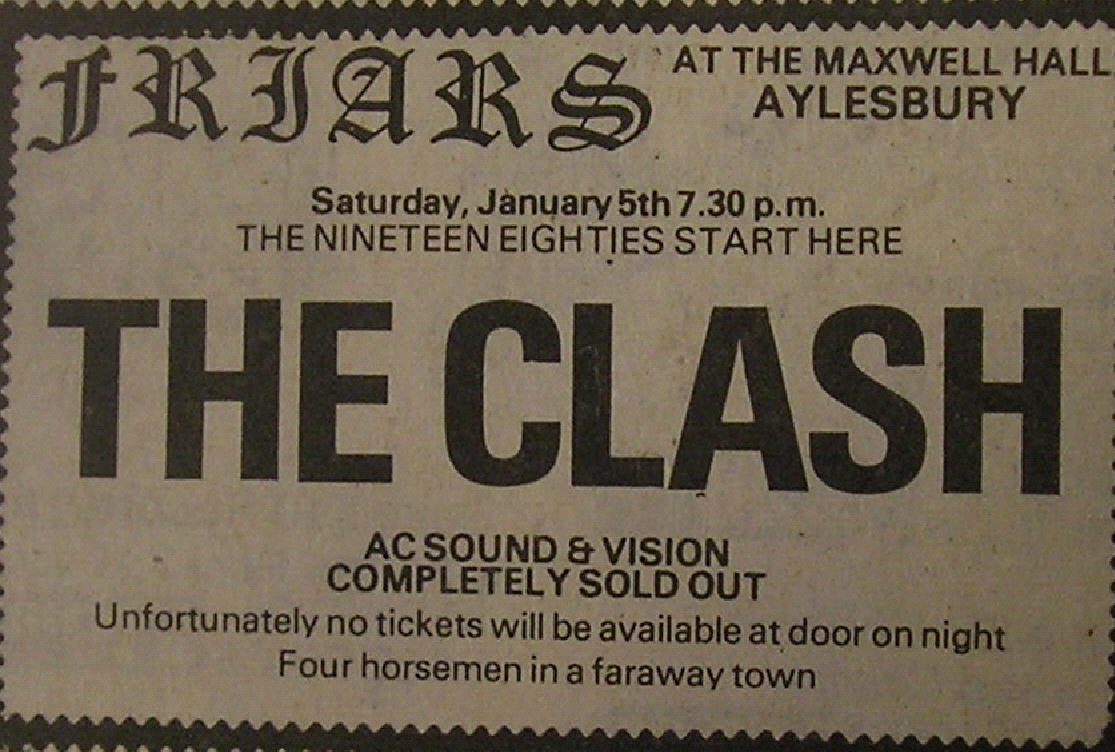 FRIARS
AT THE MAXWELL HALL
AYLESBURY
Saturday, January 5th 7.30 p.m.
THE NINETEEN EIGHTIES START HERE
THE CLASH
AC SOUND & VISION
COMPLETELY SOLD OUT
Unfortunately no tickets will be available at door on night
Four horsemen in a faraway town